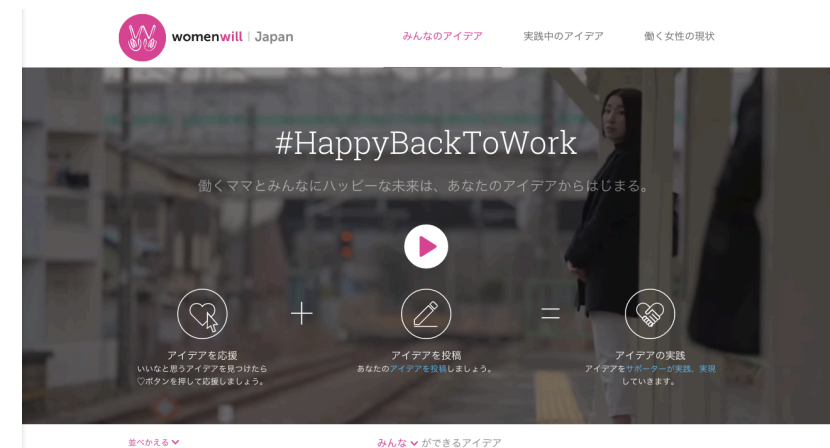 womenwill | Japan
みんなのアイデア
実践中のアイデア
働く女性の現状
#HappyBackToWork
働くママとみんなにハッピーな未来は、あなたのアイデアからはじまる。
アイデアを応援
いいなと思うアイデアを見つけたら
♡ボタンを押して応援しましょう。
アイデアを投稿
あなたのアイデアを投稿しましょう。
アイデアの実践
アイデアをサポーターが実践、実現
していきます。
並べかえる
みんな ができるアイデア